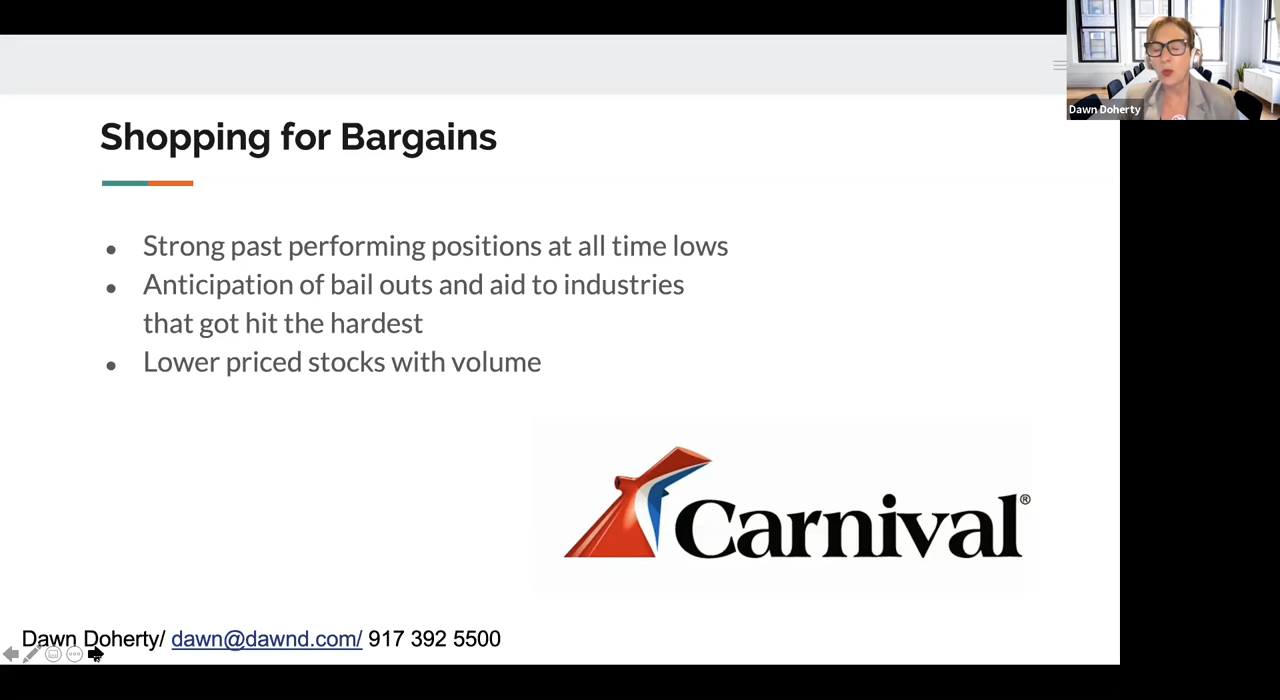 Dawn Doherty
Shopping for Bargains
● Strong past performing positions at all time lows
● Anticipation of bail outs and aid to industries
that got hit the hardest
● Lower priced stocks with volume
Carnival®
Dawn Doherty/ dawn@dawnd.com/ 917 392 5500